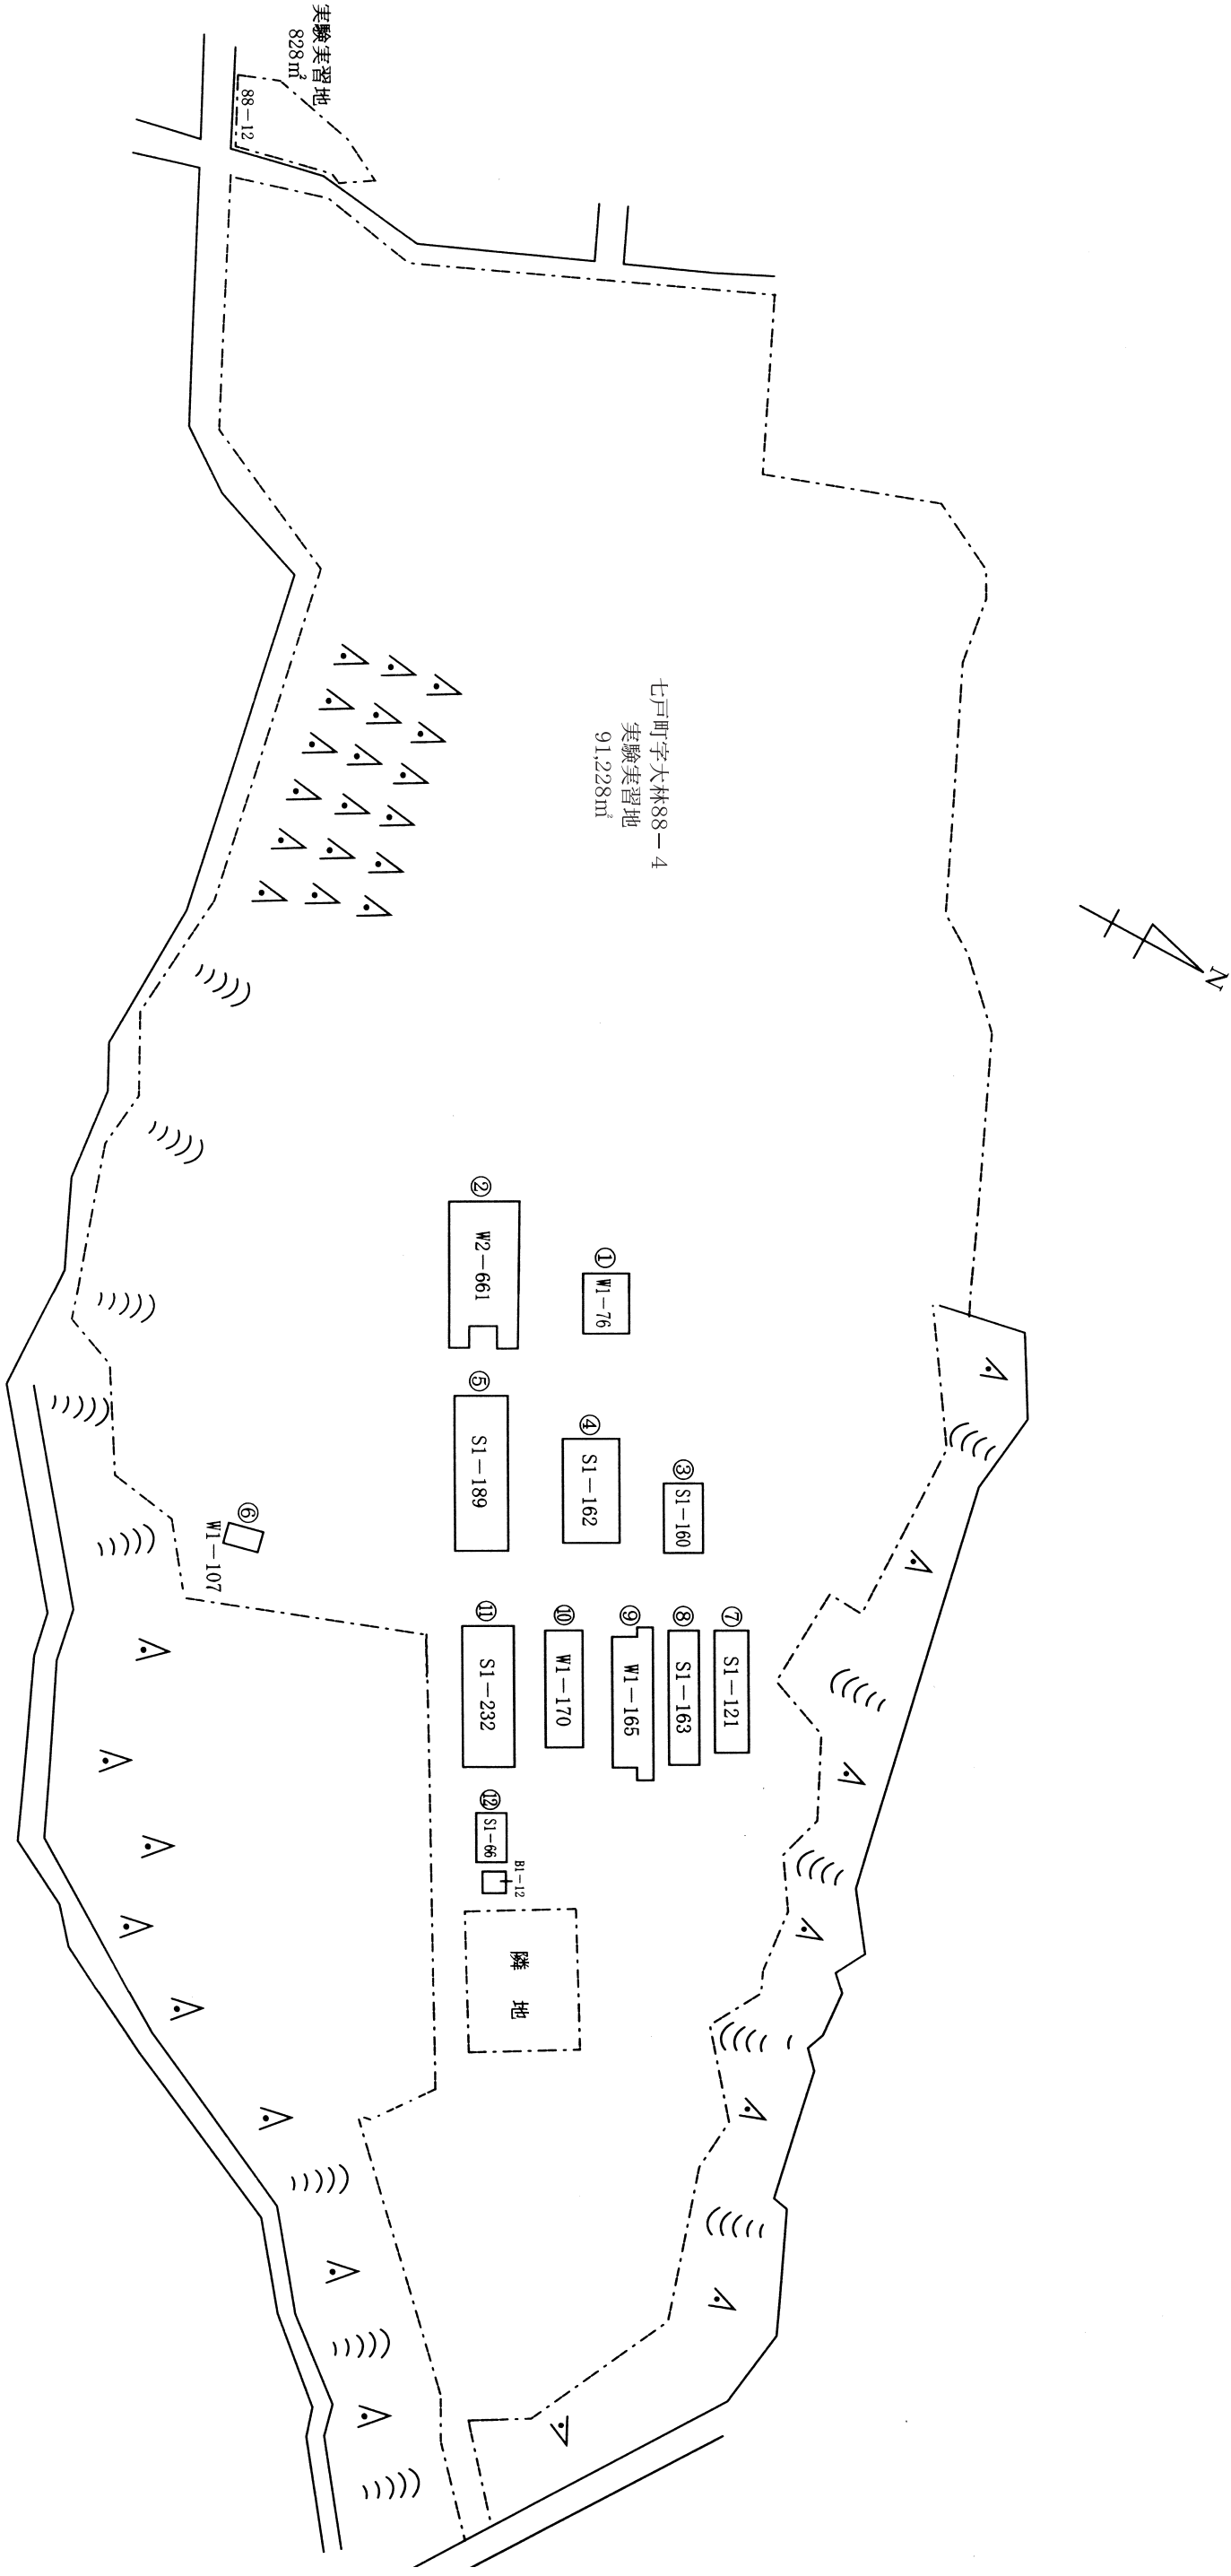 実験実習地
828㎡
88－12
七戸町字大林88－4
実験実習地
91,228㎡
N
②
W2－661
①
W1－76
⑤
S1－189
④
S1－162
③
S1－160
⑥
W1－107
⑪
S1－232
⑩
W1－170
⑨
W1－165
⑧
S1－163
⑦
S1－121
⑫
S1－66
B1－12
隣地